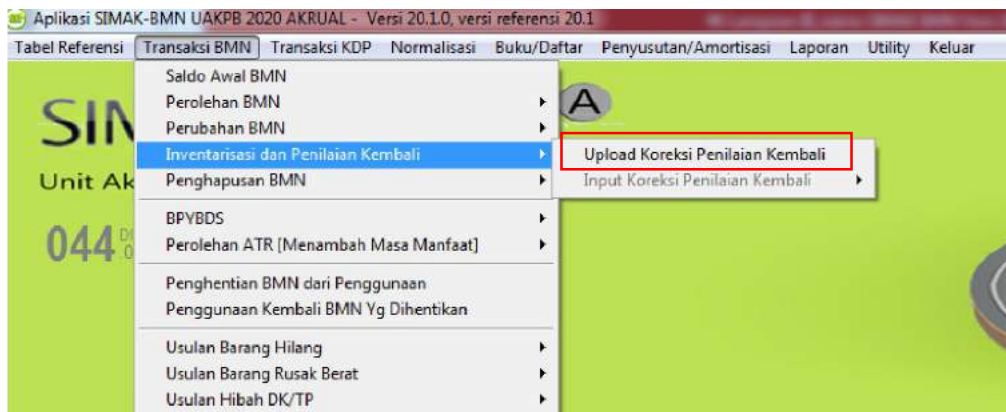 Aplikasi SIMAK-BMN UAKPB 2020 AKRUAL - Versi 20.1.0, versi referensi 20.1
Tabel Referensi Transaksi BMN Transaksi KDP Normalisasi Buku/Daftar Penyusutan/Amortisasi Laporan Utility Keluar
Saldo Awal BMN
Perolehan BMN
Perubahan BMN
Inventarisasi dan Penilaian Kembali
Penghapusan BMN
BPYBDS
Perolehan ATR [Menambah Masa Manfaat]
Penghentian BMN dari Penggunaan
Penggunaan Kembali BMN Yg Dihentikan
Usulan Barang Hilang
Usulan Barang Rusak Berat
Usulan Hibah DK/TP
Upload Koreksi Penilaian Kembali
Input Koreksi Penilaian Kembali
A
Unit Ak
044